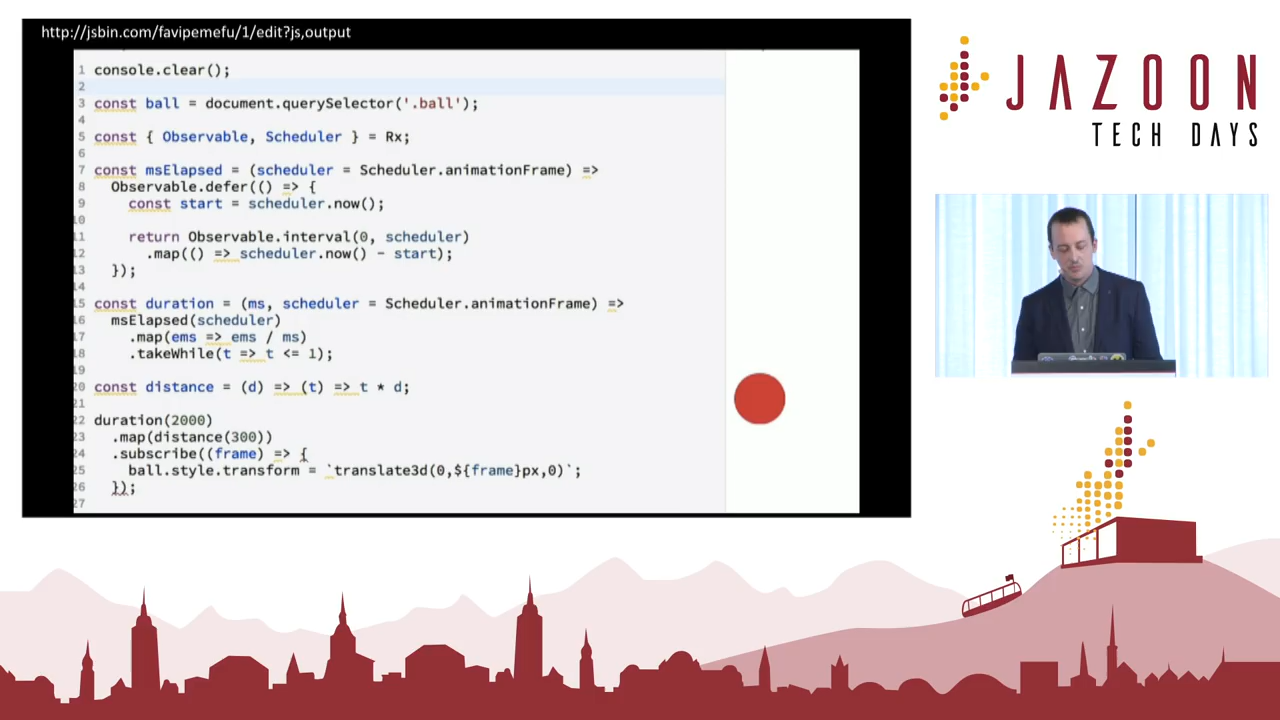 http://jsbin.com/favipemefu/1/edit?js,output
1 console.clear();
2
3 const ball = document.querySelector('.ball');
4
5 const { Observable, Scheduler } = Rx;
6
7 const msElapsed = (scheduler = Scheduler.animationFrame) =>
8 Observable.defer(() => {
9 const start = scheduler.now();
10
11 return Observable.interval(0, scheduler)
12 .map(() => scheduler.now() - start);
13 });
14
15 const duration = (ms, scheduler = Scheduler.animationFrame) =>
16 msElapsed(scheduler)
17 .map(ems => ems / ms)
18 .takeWhile(t => t <= 1);
19
20 const distance = (d) => (t) => t * d;
21
22 duration(2000)
23 .map(distance(300))
24 .subscribe((frame) => {
25 ball.style.transform = `translate3d(0,${frame}px,0)`;
26 });
27
JAZOON
TECH DAYS